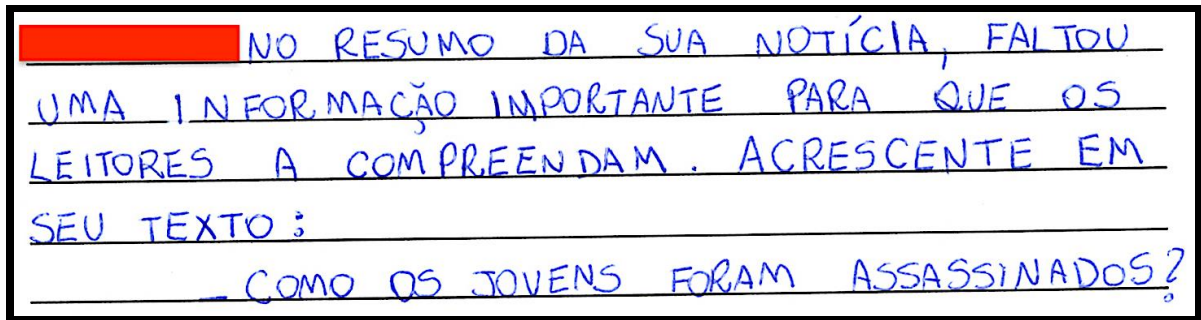 NO RESUMO DA SUA NOTÍCIA, FALTOU
UMA INFORMAÇÃO IMPORTANTE PARA QUE OS
LEITORES A COMPREENDAM. ACRESCENTE EM
SEU TEXTO:
- COMO OS JOVENS FORAM ASSASSINADOS?